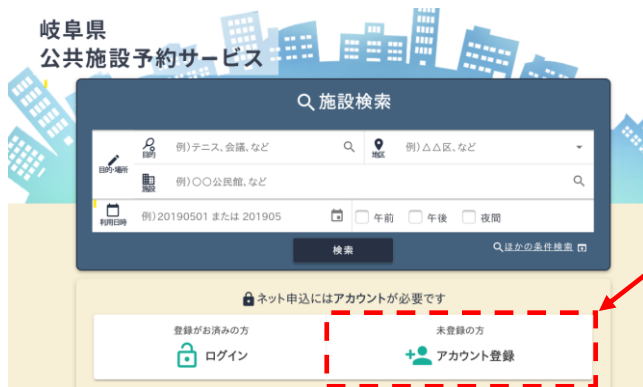 岐阜県
公共施設予約サービス
施設検索
目的 例)テニス、会議、など 地区 例)△△区、など
目的・場所
施設 例)○○公民館、など
利用日時 例)20190501 または 201905 午前 午後 夜間
検索 ほかの条件検索
ネット申込にはアカウントが必要です
登録がお済みの方 未登録の方
ログイン アカウント登録